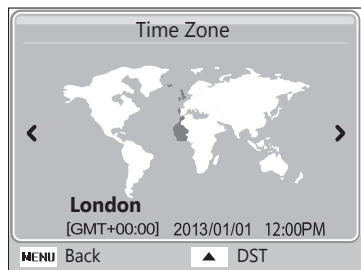 Time Zone
London
[GMT+00:00] 2013/01/01 12:00PM
MENU Back ▲ DST